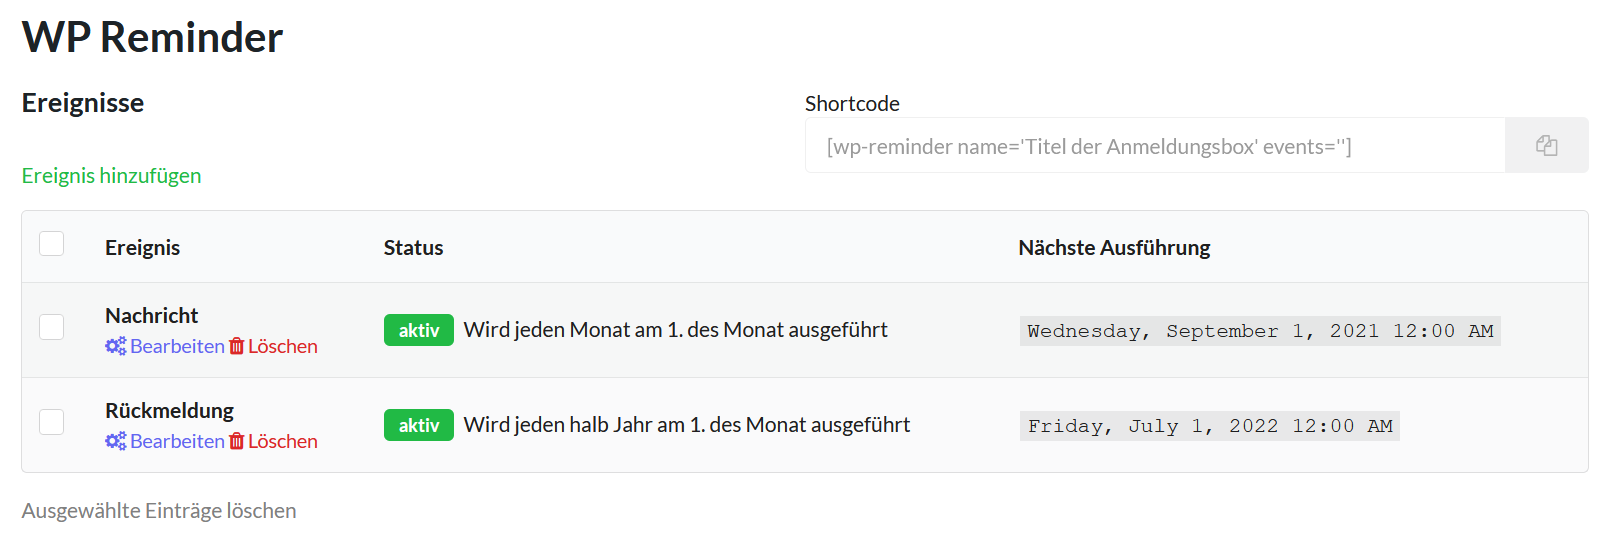 WP Reminder
Ereignisse
Shortcode
[wp-reminder name='Titel der Anmeldungsbox' events='']
Ereignis hinzufügen
Ereignis Status Nächste Ausführung
Nachricht
Bearbeiten Löschen
aktiv Wird jeden Monat am 1. des Monat ausgeführt
Wednesday, September 1, 2021 12:00 AM
Rückmeldung
Bearbeiten Löschen
aktiv Wird jeden halb Jahr am 1. des Monat ausgeführt
Friday, July 1, 2022 12:00 AM
Ausgewählte Einträge löschen